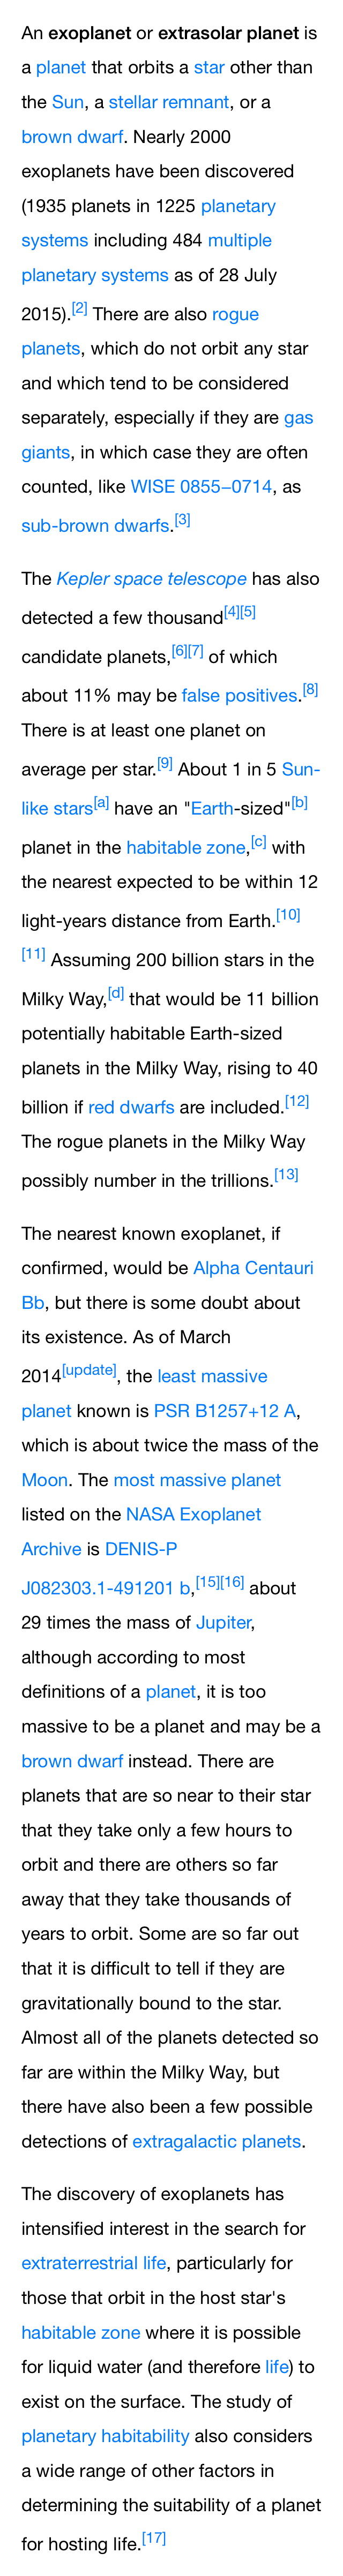 An exoplanet or extrasolar planet is
a planet that orbits a star other than
the Sun, a stellar remnant, or a
brown dwarf. Nearly 2000
exoplanets have been discovered
(1935 planets in 1225 planetary
systems including 484 multiple
planetary systems as of 28 July
2015).[2] There are also rogue
planets, which do not orbit any star
and which tend to be considered
separately, especially if they are gas
giants, in which case they are often
counted, like WISE 0855−0714, as
sub-brown dwarfs.[3]
The Kepler space telescope has also
detected a few thousand[4][5]
candidate planets,[6][7] of which
about 11% may be false positives.[8]
There is at least one planet on
average per star.[9] About 1 in 5 Sun-
like stars[a] have an "Earth-sized"[b]
planet in the habitable zone,[c] with
the nearest expected to be within 12
light-years distance from Earth.[10]
[11] Assuming 200 billion stars in the
Milky Way,[d] that would be 11 billion
potentially habitable Earth-sized
planets in the Milky Way, rising to 40
billion if red dwarfs are included.[12]
The rogue planets in the Milky Way
possibly number in the trillions.[13]
The nearest known exoplanet, if
confirmed, would be Alpha Centauri
Bb, but there is some doubt about
its existence. As of March
2014[update], the least massive
planet known is PSR B1257+12 A,
which is about twice the mass of the
Moon. The most massive planet
listed on the NASA Exoplanet
Archive is DENIS-P
J082303.1-491201 b,[15][16] about
29 times the mass of Jupiter,
although according to most
definitions of a planet, it is too
massive to be a planet and may be a
brown dwarf instead. There are
planets that are so near to their star
that they take only a few hours to
orbit and there are others so far
away that they take thousands of
years to orbit. Some are so far out
that it is difficult to tell if they are
gravitationally bound to the star.
Almost all of the planets detected so
far are within the Milky Way, but
there have also been a few possible
detections of extragalactic planets.
The discovery of exoplanets has
intensified interest in the search for
extraterrestrial life, particularly for
those that orbit in the host star's
habitable zone where it is possible
for liquid water (and therefore life) to
exist on the surface. The study of
planetary habitability also considers
a wide range of other factors in
determining the suitability of a planet
for hosting life.[17]